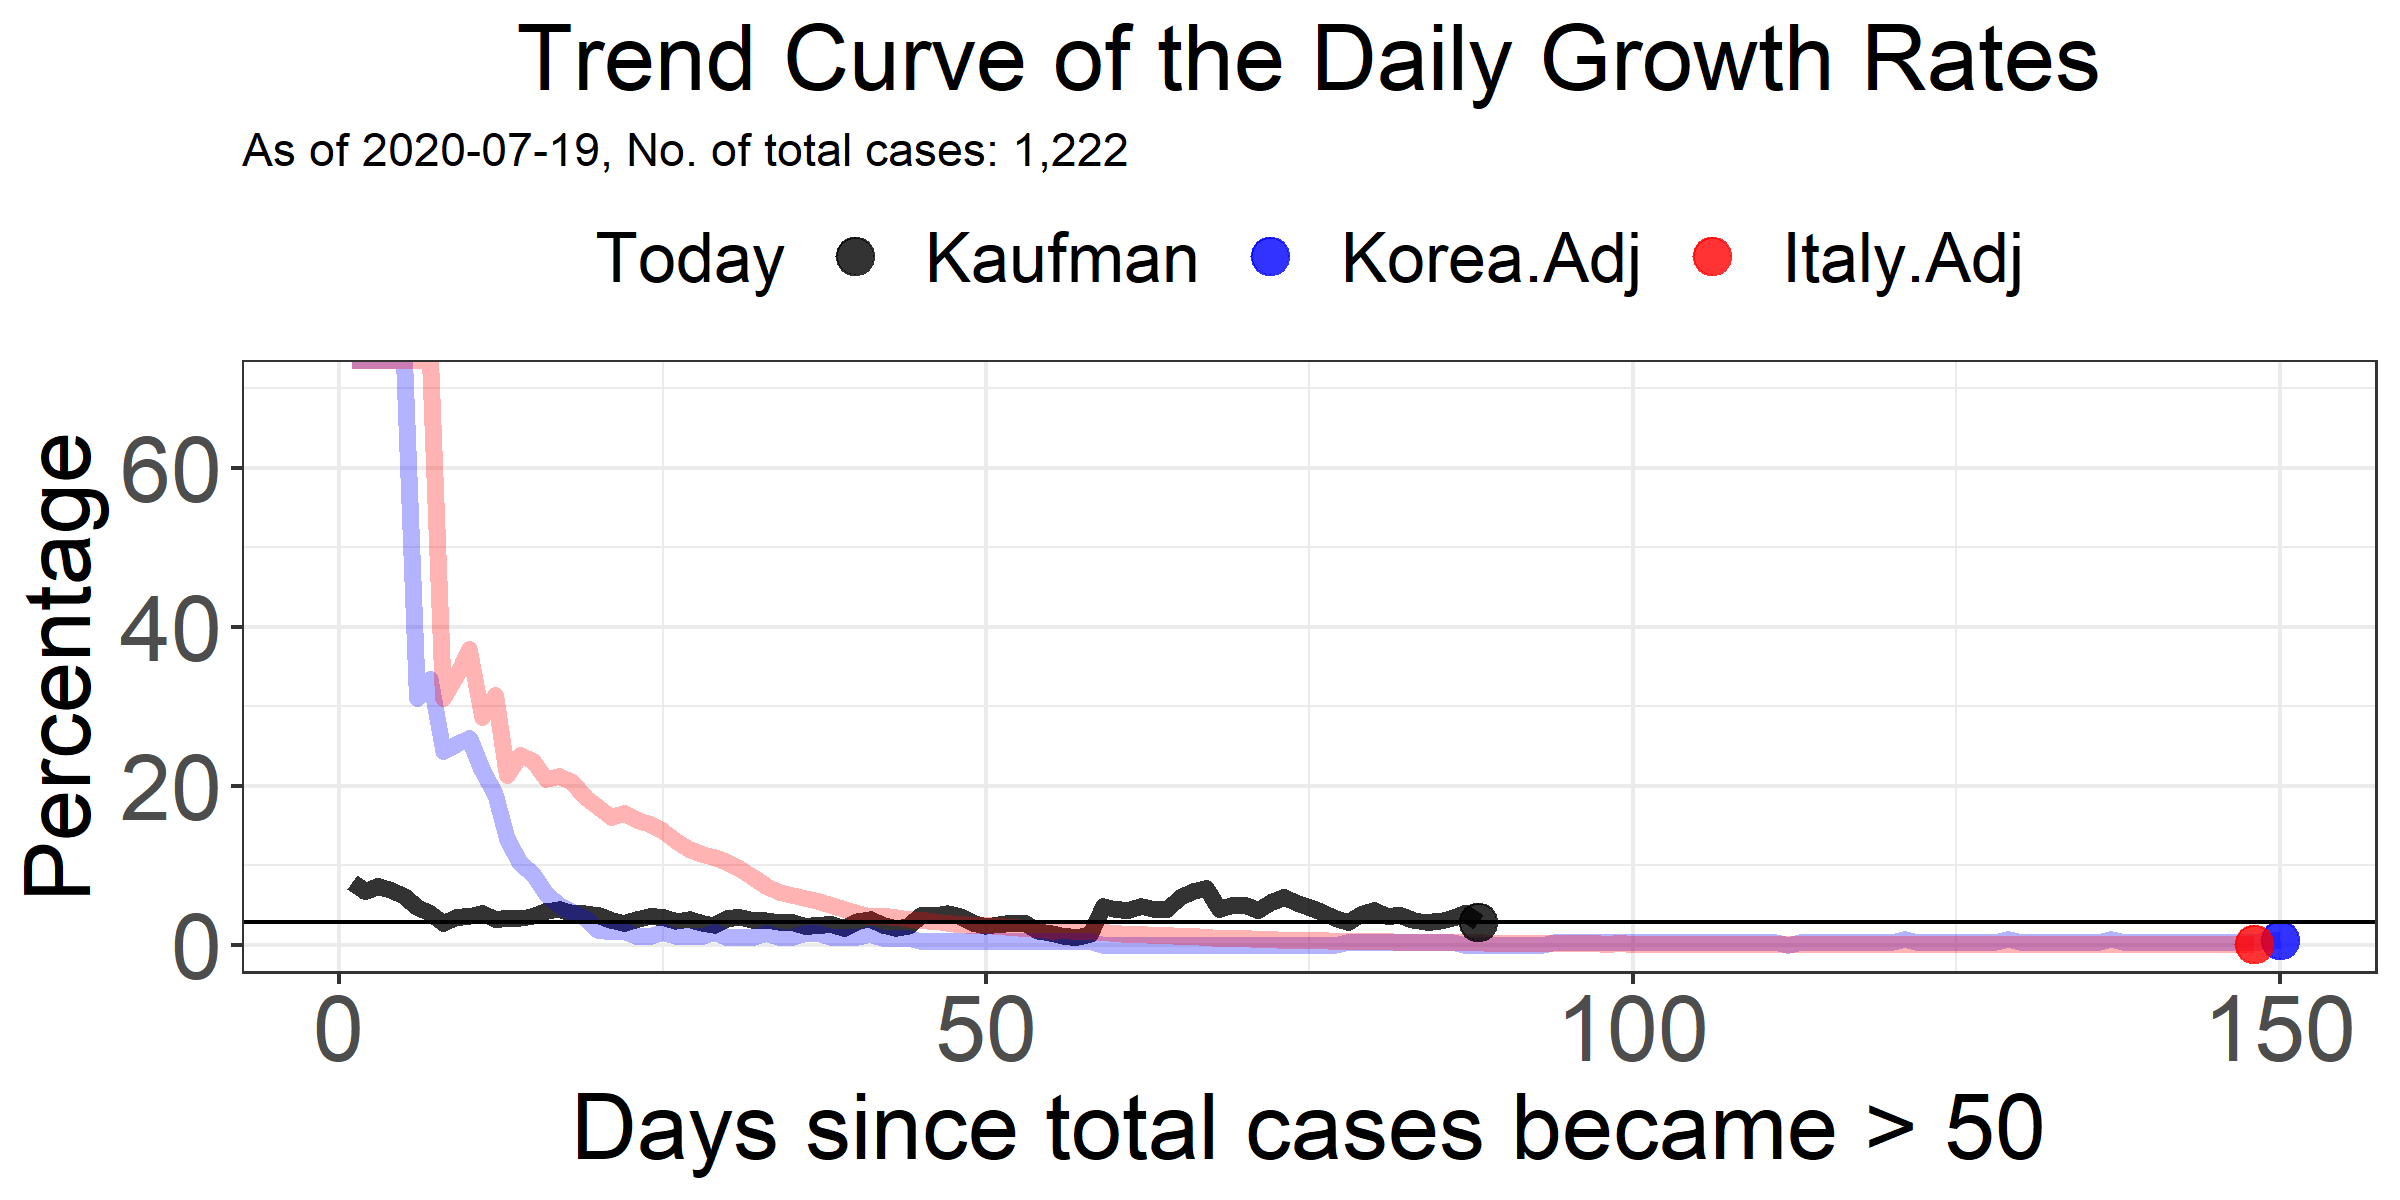 Trend Curve of the Daily Growth Rates
As of 2020-07-19, No. of total cases: 1,222
Today Kaufman Korea.Adj Italy.Adj
Percentage
60
40
20
0
0 50 100 150
Days since total cases became > 50